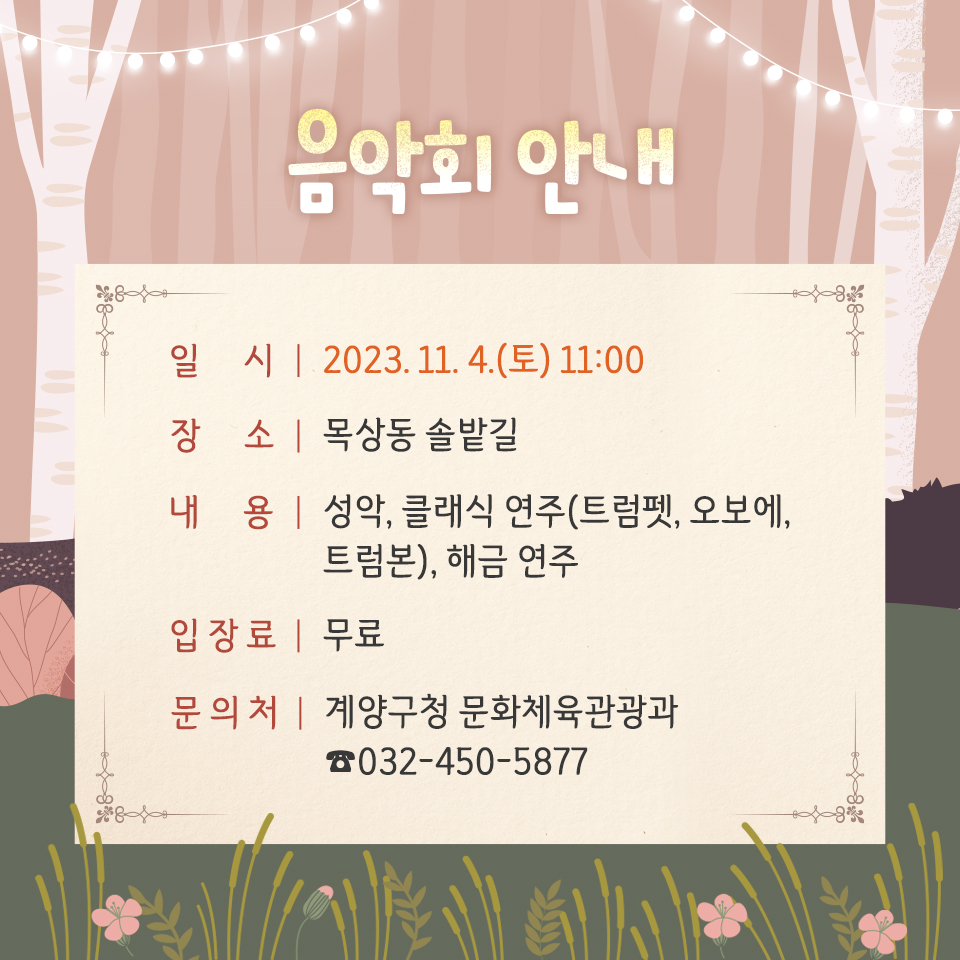 음악회 안내
일 시 | 2023. 11. 4.(토) 11:00
장 소 | 목상동 솔밭길
내 용 | 성악, 클래식 연주(트럼펫, 오보에,
트럼본), 해금 연주
입장료 | 무료
문의처 | 계양구청 문화체육관광과
☎032-450-5877